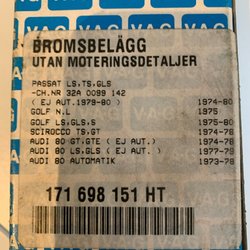 VAG VAG
BROMSBELÄGG
UTAN MOTERINGSDETALJER
PASSAT LS,TS,GLS
-CH.NR 32A 0099 142
( EJ AUT.1979-80 ) 1974-80
GOLF N,L 1975
GOLF LS,GLS,S 1975-80
SCIROCCO TS,GT 1974-78
AUDI 80 GT,GTE ( EJ AUT.) 1974-78
AUDI 80 LS,GLS ( EJ AUT.) 1977-78
AUDI 80 AUTOMATIK 1973-78
171 698 151 HT